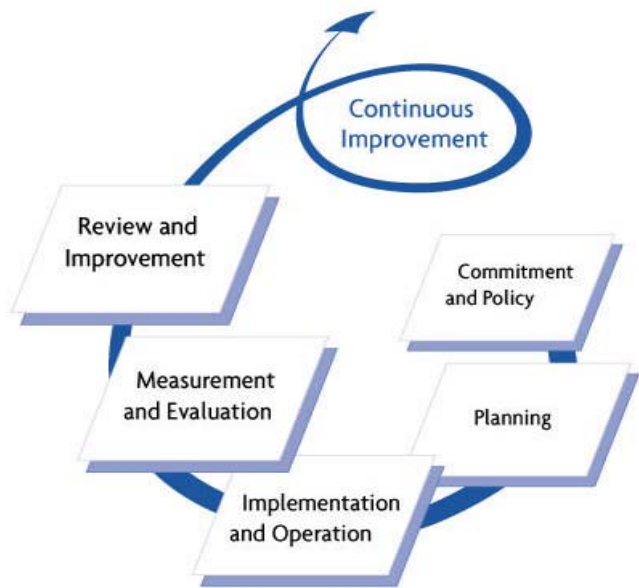 Continuous
Improvement
Review and
Improvement
Commitment
and Policy
Measurement
and Evaluation
Planning
Implementation
and Operation